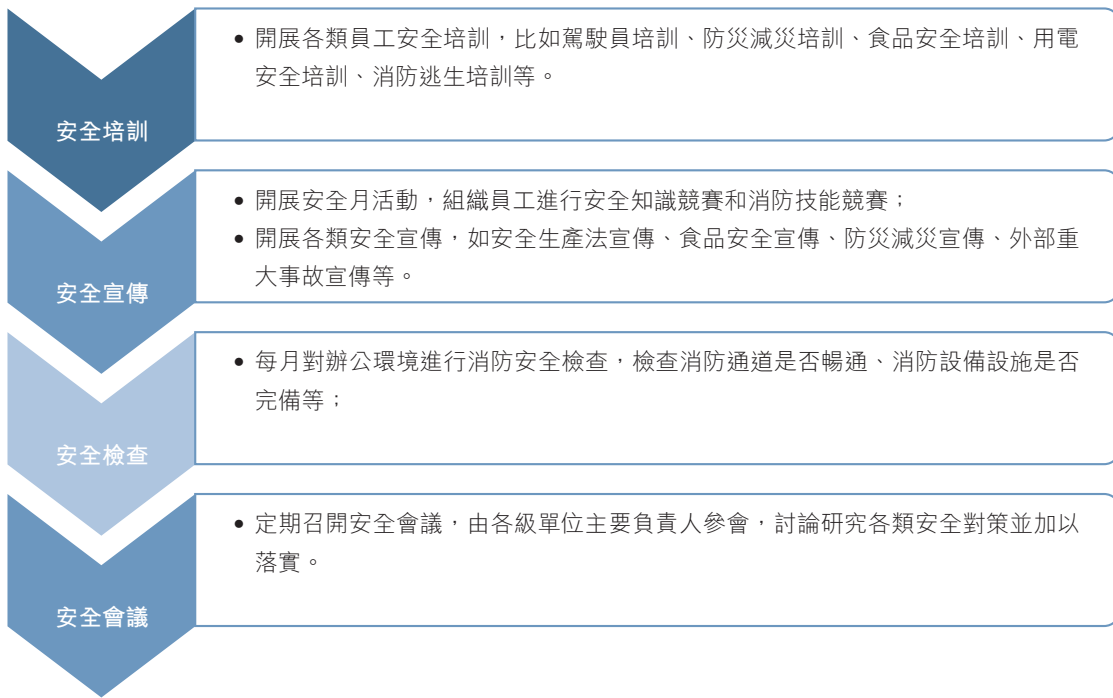 安全培訓
• 開展各類員工安全培訓，比如駕駛員培訓、防災減災培訓、食品安全培訓、用電
安全培訓、消防逃生培訓等。
安全宣傳
• 開展安全月活動，組織員工進行安全知識競賽和消防技能競賽；
• 開展各類安全宣傳，如安全生產法宣傳、食品安全宣傳、防災減災宣傳、外部重
大事故宣傳等。
安全檢查
• 每月對辦公環境進行消防安全檢查，檢查消防通道是否暢通、消防設備設施是否
完備等；
安全會議
• 定期召開安全會議，由各級單位主要負責人參會，討論研究各類安全對策並加以
落實。